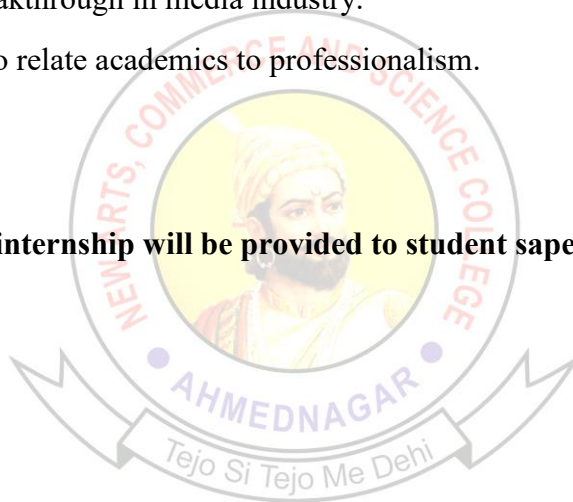 akthrough in media industry.
o relate academics to professionalism.
NEW ARTS, COMMERCE AND SCIENCE COLLEGE
internship will be provided to student sape
• AHMEDNAGAR •
Tejo Si Tejo Me Dehi